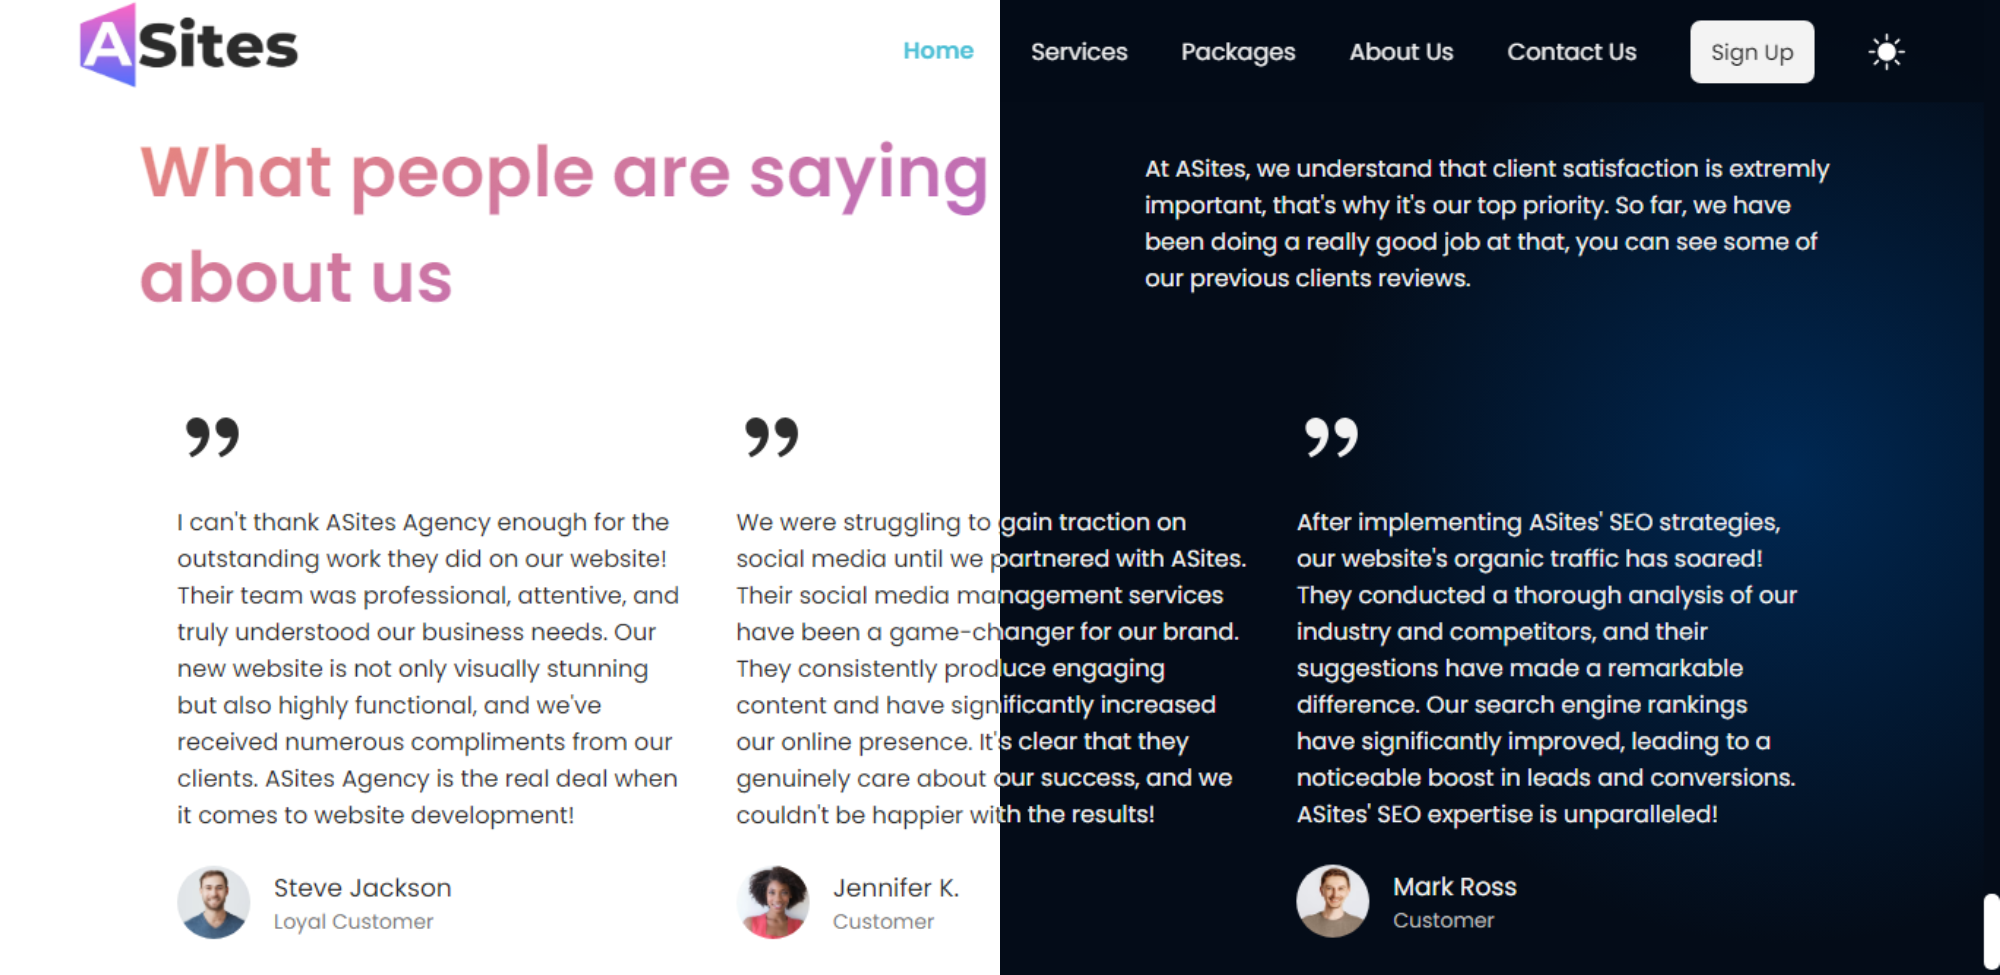 ASites
Home Services Packages About Us Contact Us Sign Up
What people are saying
about us
At ASites, we understand that client satisfaction is extremly
important, that's why it's our top priority. So far, we have
been doing a really good job at that, you can see some of
our previous clients reviews.
”
I can't thank ASites Agency enough for the
outstanding work they did on our website!
Their team was professional, attentive, and
truly understood our business needs. Our
new website is not only visually stunning
but also highly functional, and we've
received numerous compliments from our
clients. ASites Agency is the real deal when
it comes to website development!
Steve Jackson
Loyal Customer
”
We were struggling to gain traction on
social media until we partnered with ASites.
Their social media management services
have been a game-changer for our brand.
They consistently produce engaging
content and have significantly increased
our online presence. It's clear that they
genuinely care about our success, and we
couldn't be happier with the results!
Jennifer K.
Customer
”
After implementing ASites' SEO strategies,
our website's organic traffic has soared!
They conducted a thorough analysis of our
industry and competitors, and their
suggestions have made a remarkable
difference. Our search engine rankings
have significantly improved, leading to a
noticeable boost in leads and conversions.
ASites' SEO expertise is unparalleled!
Mark Ross
Customer